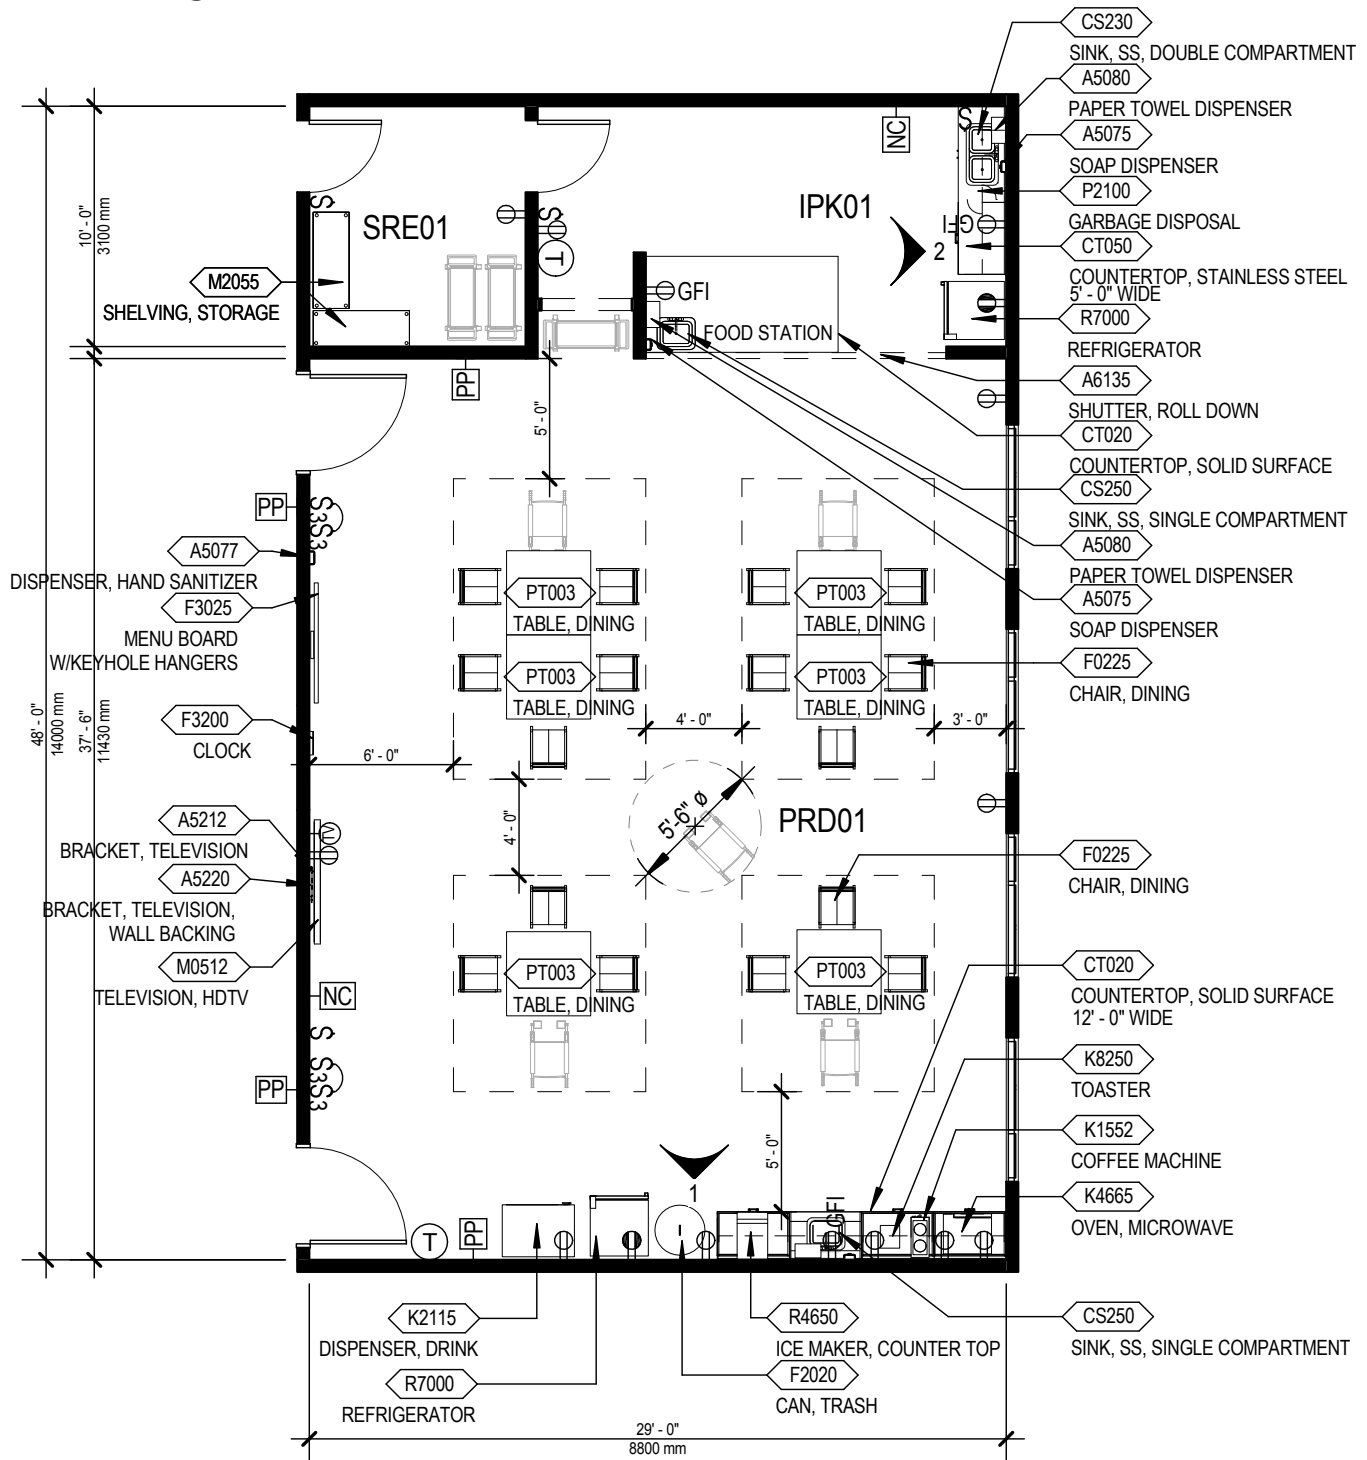 CS230
SINK, SS, DOUBLE COMPARTMENT
A5080
PAPER TOWEL DISPENSER
A5075
SOAP DISPENSER
P2100
GARBAGE DISPOSAL
CT050
COUNTERTOP, STAINLESS STEEL
5' - 0" WIDE
R7000
REFRIGERATOR
A6135
SHUTTER, ROLL DOWN
CT020
COUNTERTOP, SOLID SURFACE
CS250
SINK, SS, SINGLE COMPARTMENT
A5080
PAPER TOWEL DISPENSER
A5075
SOAP DISPENSER
F0225
CHAIR, DINING
F0225
CHAIR, DINING
CT020
COUNTERTOP, SOLID SURFACE
12' - 0" WIDE
K8250
TOASTER
K1552
COFFEE MACHINE
K4665
OVEN, MICROWAVE
CS250
SINK, SS, SINGLE COMPARTMENT
NC
S
IPK01
SRE01
S
S
T
2
GFI
GFI
FOOD STATION
M2055
SHELVING, STORAGE
10' - 0"
3100 mm
48' - 0"
14000 mm
37' - 6"
11430 mm
PP
5' - 0"
PP
S3
S3
A5077
DISPENSER, HAND SANITIZER
F3025
MENU BOARD
W/KEYHOLE HANGERS
F3200
CLOCK
A5212
BRACKET, TELEVISION
A5220
BRACKET, TELEVISION,
WALL BACKING
M0512
TELEVISION, HDTV
TV
NC
S
PP
S3
S3
PT003
TABLE, DINING
PT003
TABLE, DINING
PT003
TABLE, DINING
PT003
TABLE, DINING
4' - 0"
3' - 0"
6' - 0"
4' - 0"
5'-6" ø
PRD01
PT003
TABLE, DINING
PT003
TABLE, DINING
5' - 0"
1
GFI
T
PP
K2115
DISPENSER, DRINK
R7000
REFRIGERATOR
R4650
ICE MAKER, COUNTER TOP
F2020
CAN, TRASH
29' - 0"
8800 mm